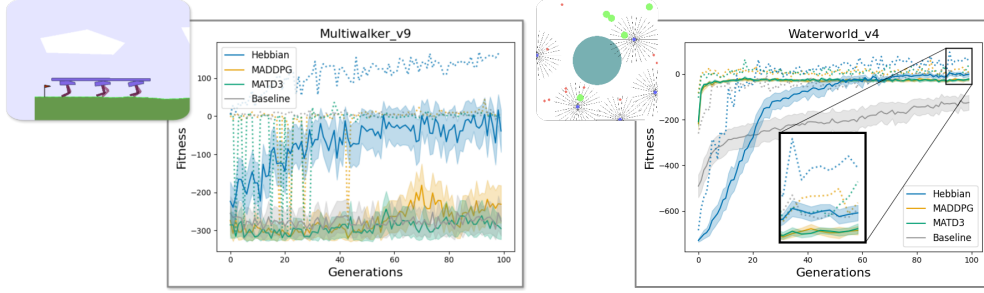 Multiwalker_v9
Hebbian
MADDPG
MATD3
Baseline
Fitness
100
0
−100
−200
−300
0
20
40
60
80
100
Generations
Waterworld_v4
Fitness
0
−200
−400
−600
Hebbian
MADDPG
MATD3
Baseline
0
20
40
60
80
100
Generations